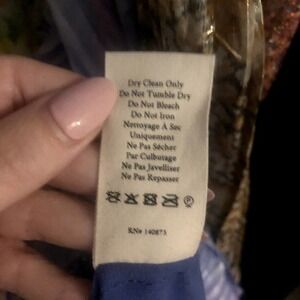 Dry Clean Only
Do Not Tumble Dry
Do Not Bleach
Do Not Iron
Nettoyage À Sec
Uniquement
Ne Pas Sécher
Par Culbotage
Ne Pas Javelliser
Ne Pas Repasser
P
RN# 140873